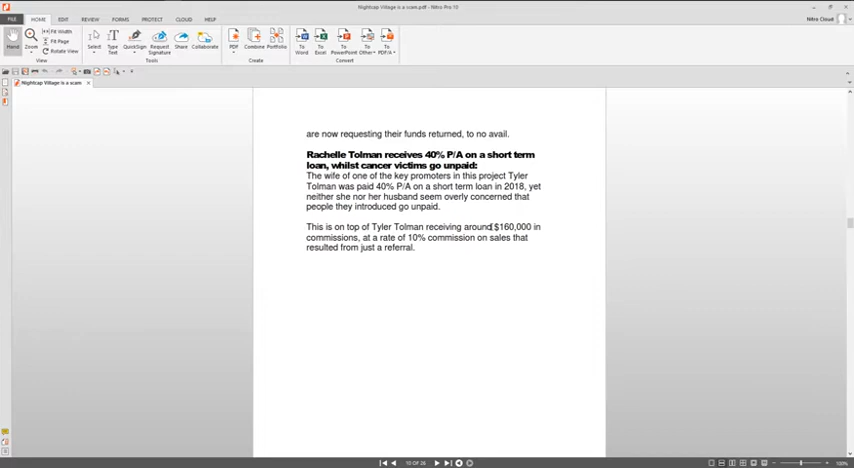 Nightcap Village is a scam.pdf - Nitro Pro 10
FILE HOME EDIT REVIEW FORMS PROTECT CLOUD HELP
Nitro Cloud
Hand
Zoom
Fit Width
Fit Page
Rotate View
View
Select
Type Text
QuickSign
Request Signature
Share
Collaborate
Tools
PDF
Combine
Portfolio
Create
To Word
To Excel
To PowerPoint
To Other
To PDF/A
Convert
Nightcap Village is a scam
are now requesting their funds returned, to no avail.
Rachelle Tolman receives 40% P/A on a short term
loan, whilst cancer victims go unpaid:
The wife of one of the key promoters in this project Tyler
Tolman was paid 40% P/A on a short term loan in 2018, yet
neither she nor her husband seem overly concerned that
people they introduced go unpaid.
This is on top of Tyler Tolman receiving around $160,000 in
commissions, at a rate of 10% commission on sales that
resulted from just a referral.
10 OF 26
100%